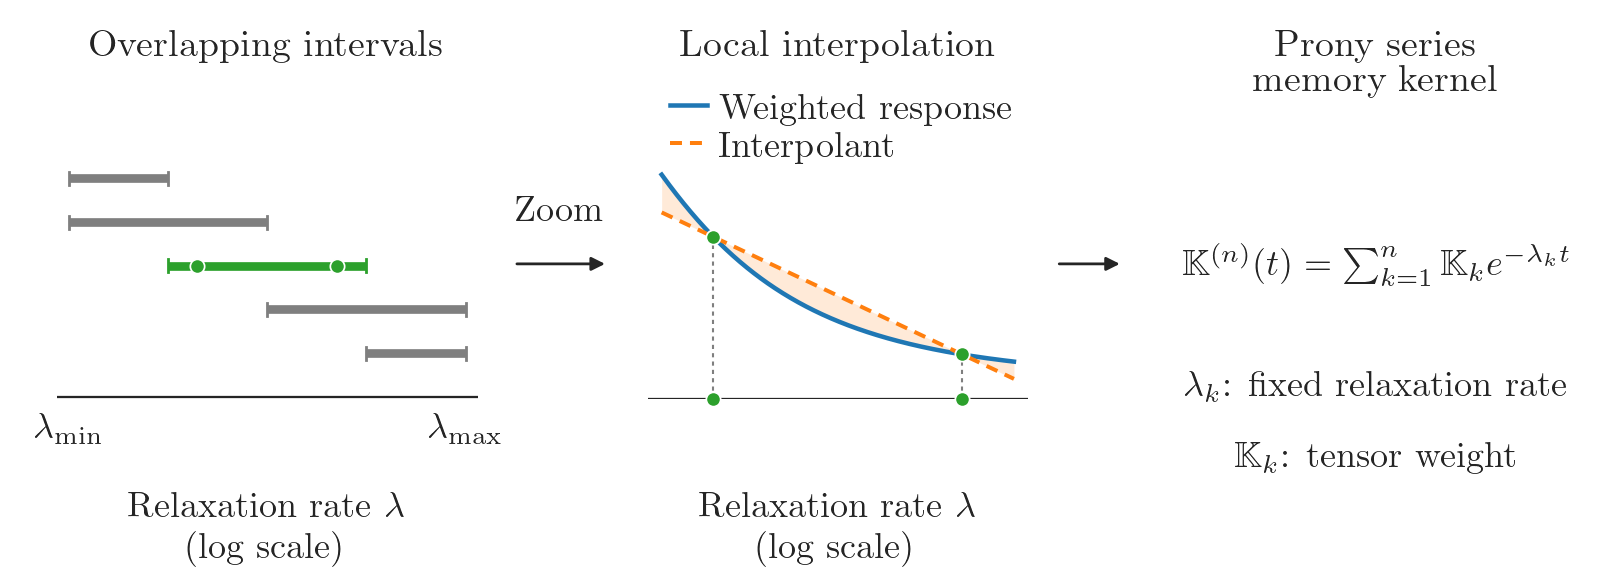 Overlapping intervals
λ_min
λ_max
Relaxation rate λ
(log scale)
Zoom
Local interpolation
Weighted response
Interpolant
Relaxation rate λ
(log scale)
Prony series
memory kernel
𝕂^(n)(t) = ∑_{k=1}^{n} 𝕂_k e^{−λ_k t}
λ_k: fixed relaxation rate
𝕂_k: tensor weight